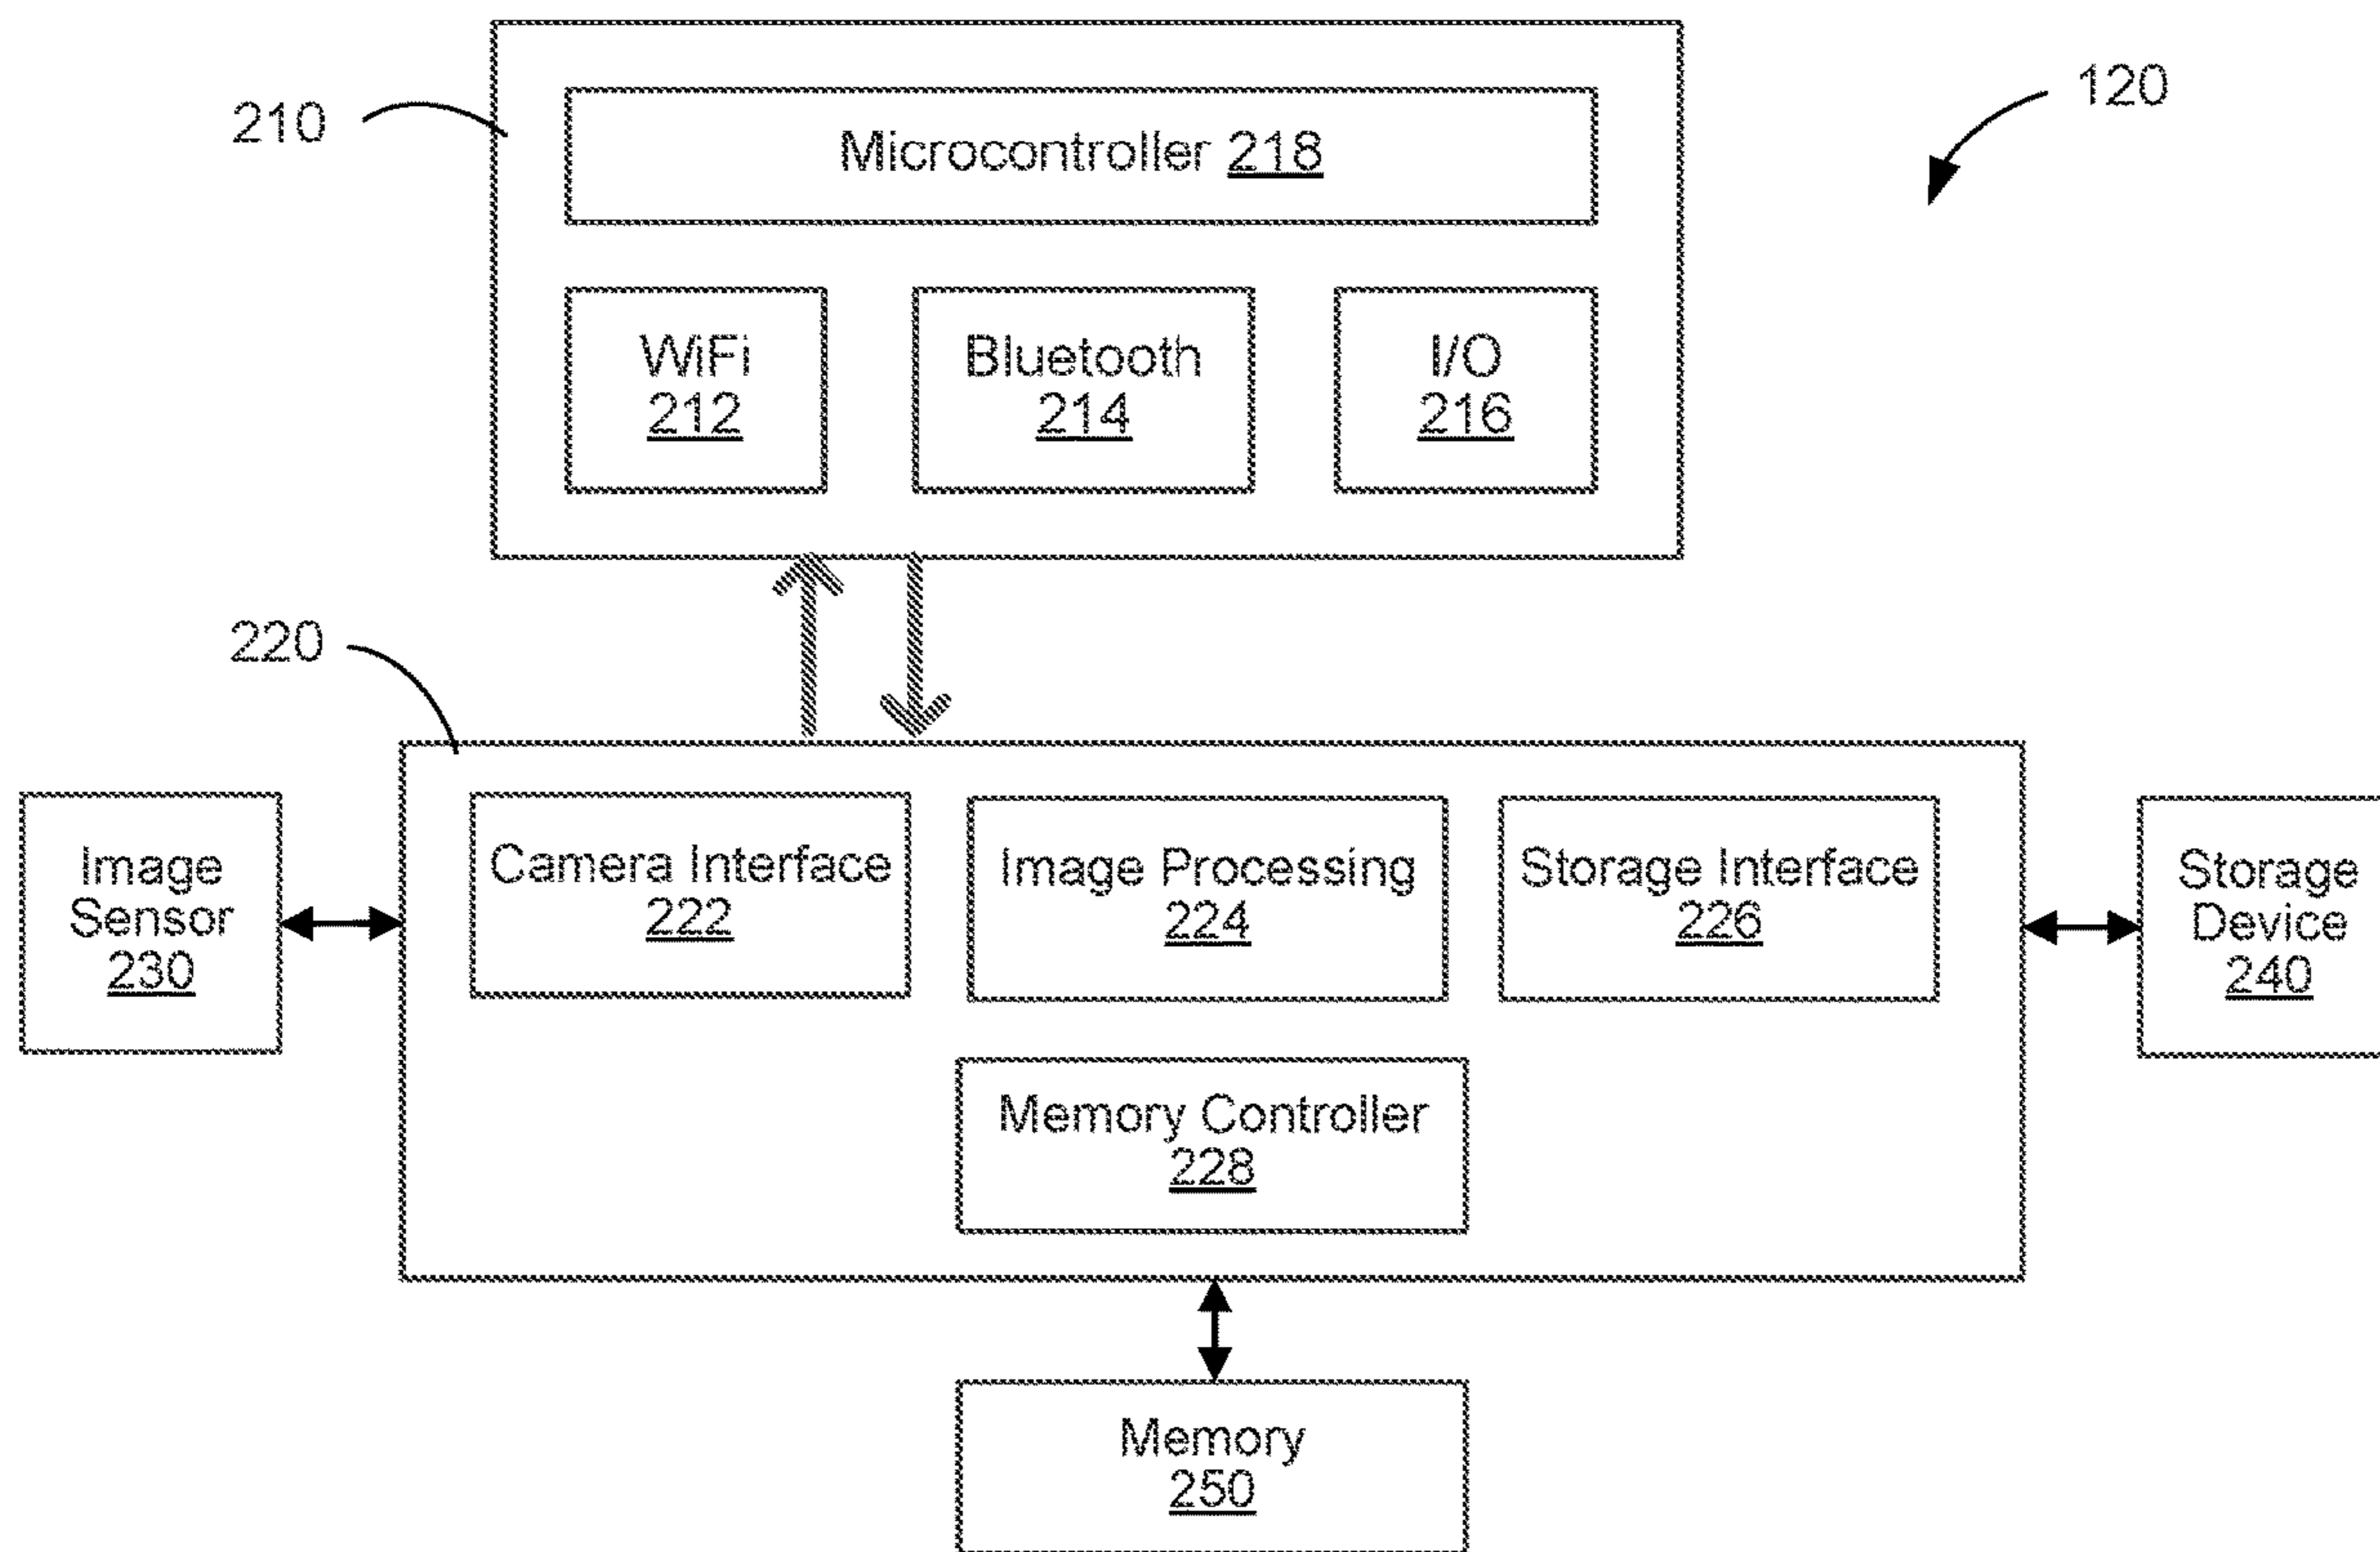 210
120
Microcontroller 218
WiFi
212
Bluetooth
214
I/O
216
220
Image
Sensor
230
Camera Interface
222
Image Processing
224
Storage Interface
226
Storage
Device
240
Memory Controller
228
Memory
250